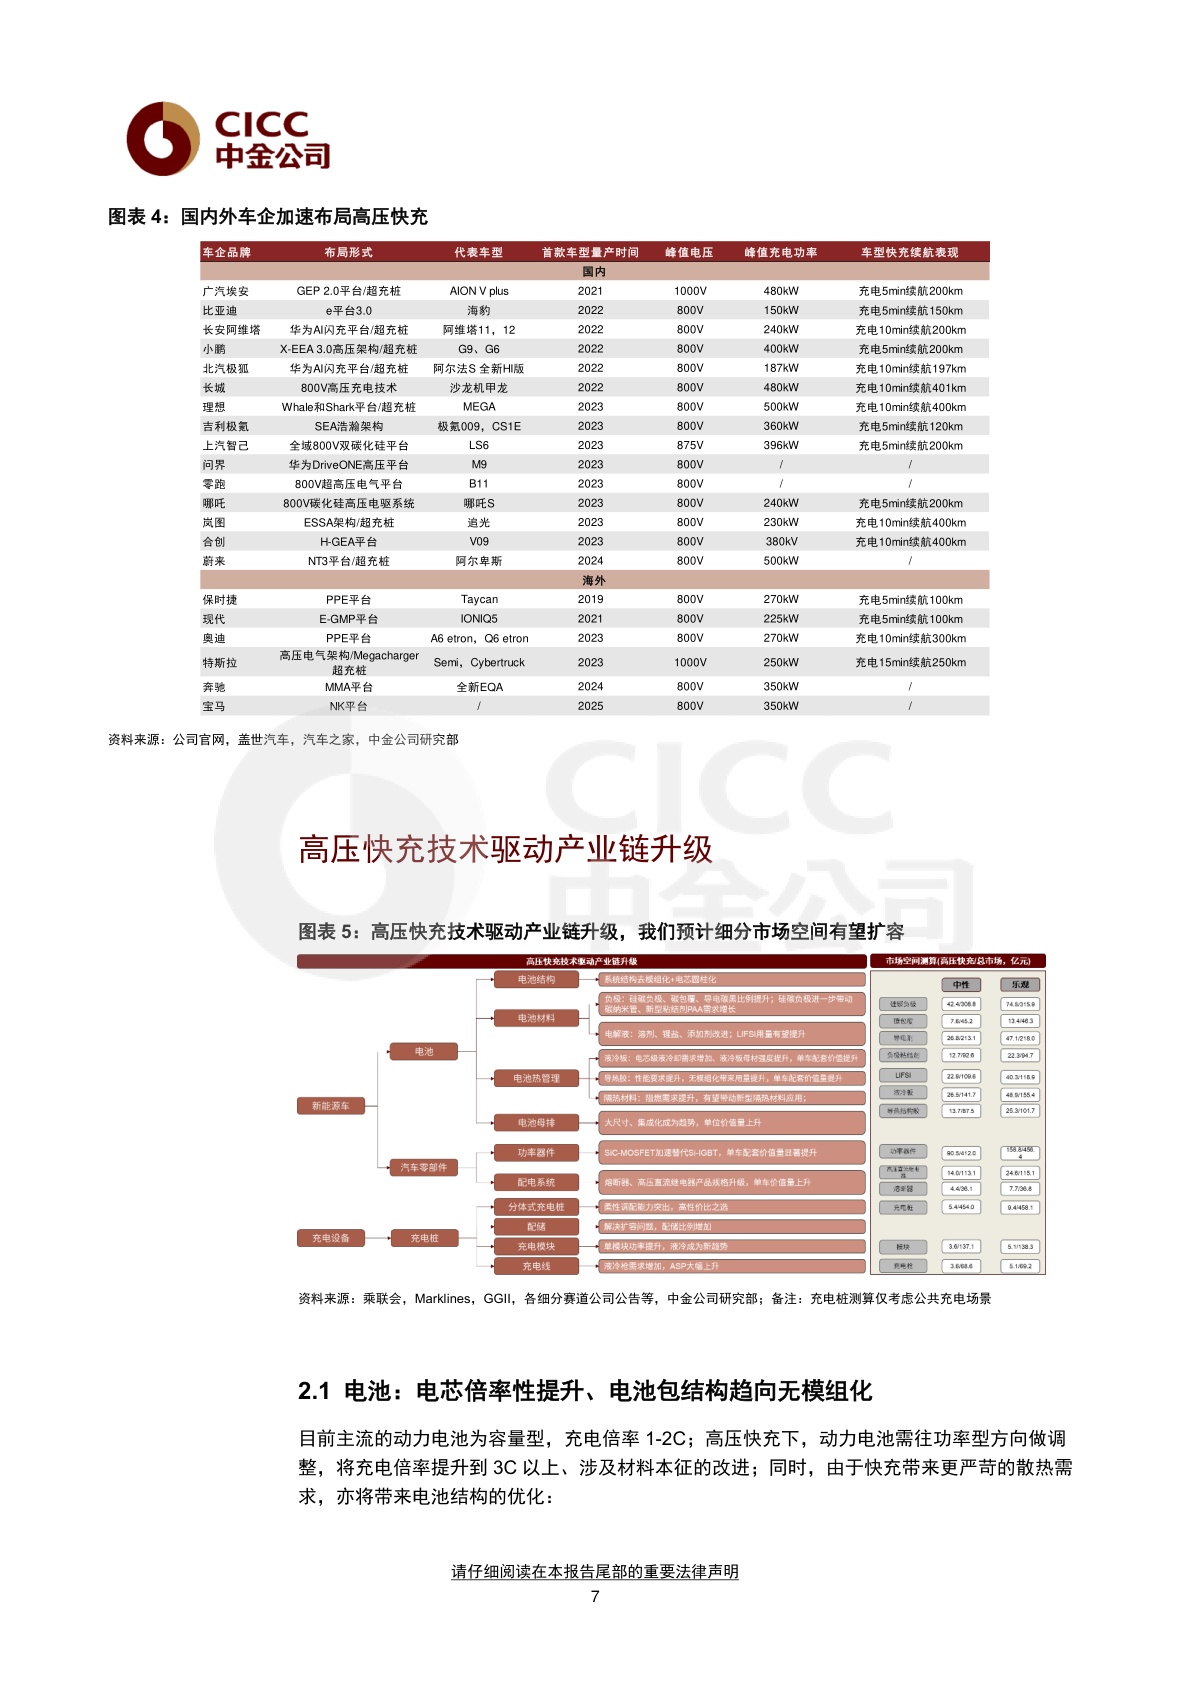 CICC
中金公司
图表 4：国内外车企加速布局高压快充
车企品牌 布局形式 代表车型 首款车型量产时间 峰值电压 峰值充电功率 车型快充续航表现
国内
广汽埃安 GEP 2.0平台/超充桩 AION V plus 2021 1000V 480kW 充电5min续航200km
比亚迪 e平台3.0 海豹 2022 800V 150kW 充电5min续航150km
长安阿维塔 华为AI闪充平台/超充桩 阿维塔11，12 2022 800V 240kW 充电10min续航200km
小鹏 X-EEA 3.0高压架构/超充桩 G9、G6 2022 800V 400kW 充电5min续航200km
北汽极狐 华为AI闪充平台/超充桩 阿尔法S 全新HI版 2022 800V 187kW 充电10min续航197km
长城 800V高压充电技术 沙龙机甲龙 2022 800V 480kW 充电10min续航401km
理想 Whale和Shark平台/超充桩 MEGA 2023 800V 500kW 充电10min续航400km
吉利极氪 SEA浩瀚架构 极氪009，CS1E 2023 800V 360kW 充电5min续航120km
上汽智己 全域800V双碳化硅平台 LS6 2023 875V 396kW 充电5min续航200km
问界 华为DriveONE高压平台 M9 2023 800V / /
零跑 800V超高压电气平台 B11 2023 800V / /
哪吒 800V碳化硅高压电驱系统 哪吒S 2023 800V 240kW 充电5min续航200km
岚图 ESSA架构/超充桩 追光 2023 800V 230kW 充电10min续航400km
合创 H-GEA平台 V09 2023 800V 380kV 充电10min续航400km
蔚来 NT3平台/超充桩 阿尔卑斯 2024 800V 500kW /
海外
保时捷 PPE平台 Taycan 2019 800V 270kW 充电5min续航100km
现代 E-GMP平台 IONIQ5 2021 800V 225kW 充电5min续航100km
奥迪 PPE平台 A6 etron，Q6 etron 2023 800V 270kW 充电10min续航300km
特斯拉 高压电气架构/Megacharger超充桩 Semi，Cybertruck 2023 1000V 250kW 充电15min续航250km
奔驰 MMA平台 全新EQA 2024 800V 350kW /
宝马 NK平台 / 2025 800V 350kW /
资料来源：公司官网，盖世汽车，汽车之家，中金公司研究部
高压快充技术驱动产业链升级
图表 5：高压快充技术驱动产业链升级，我们预计细分市场空间有望扩容
高压快充技术驱动产业链升级 市场空间测算(高压快充/总市场，亿元)
中性 乐观
新能源车
电池
汽车零部件
充电设备
充电桩
电池结构 系统结构去模组化+电芯圆柱化
电池材料 负极：硅碳负极、碳包覆、导电碳黑比例提升；硅碳负极进一步带动
碳纳米管、新型粘结剂PAA需求增长
电解液：溶剂、锂盐、添加剂改进；LIFSI用量有望提升
电池热管理 液冷板：电芯级液冷卸需求增加、液冷板母材强度提升，单车配套价值提升
导热胶：性能要求提升，无模组化带来用量提升，单车配套价值量提升
隔热材料：阻燃需求提升，有望带动新型隔热材料应用；
电池母排 大尺寸、集成化成为趋势，单位价值量上升
功率器件 SiC-MOSFET加速替代Si-IGBT，单车配套价值量显著提升
配电系统 熔断器、高压直流继电器产品规格升级，单车价值量上升
分体式充电桩 柔性调配能力突出，高性价比之选
配储 解决扩容问题，配储比例增加
充电模块 单模块功率提升，液冷成为新趋势
充电线 液冷枪需求增加，ASP大幅上升
硅碳负极 42.4/308.8 74.5/315.8
碳包覆 7.6/45.2 13.4/46.3
导电剂 26.8/213.1 47.1/218.0
负极粘结剂 12.7/92.6 22.3/94.7
LIFSI 22.9/109.6 40.3/118.9
液冷板 26.5/141.7 48.9/155.4
13.7/87.5 25.3/101.7
功率器件 90.5/412.0 158.8/456.4
14.0/113.1 24.6/115.1
熔断器 4.4/36.1 7.7/36.8
充电桩 5.4/454.0 9.4/458.1
模块 3.6/137.1 5.1/138.3
充电枪 3.6/68.6 5.1/69.2
资料来源：乘联会，Marklines，GGII，各细分赛道公司公告等，中金公司研究部；备注：充电桩测算仅考虑公共充电场景
2.1 电池：电芯倍率性提升、电池包结构趋向无模组化
目前主流的动力电池为容量型，充电倍率 1-2C；高压快充下，动力电池需往功率型方向做调
整，将充电倍率提升到 3C 以上、涉及材料本征的改进；同时，由于快充带来更严苛的散热需
求，亦将带来电池结构的优化：
请仔细阅读在本报告尾部的重要法律声明
7